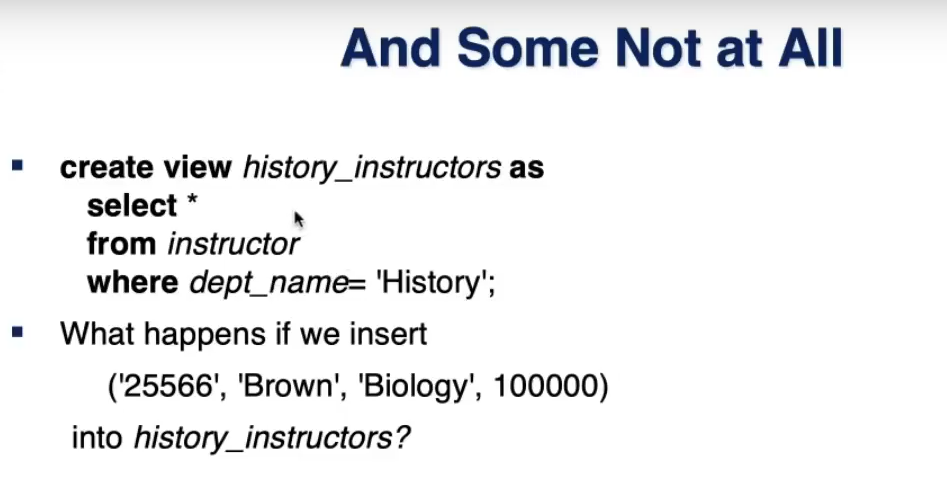 And Some Not at All
▪ create view history_instructors as
select *
from instructor
where dept_name= 'History';
▪ What happens if we insert
('25566', 'Brown', 'Biology', 100000)
into history_instructors?